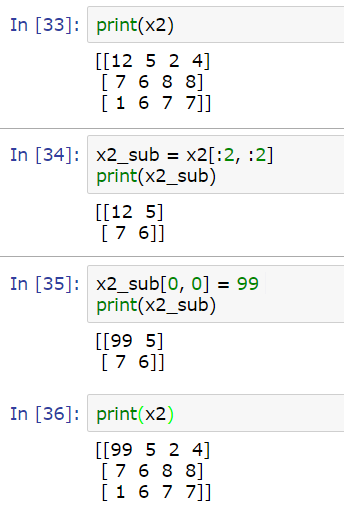 In [33]: print(x2)
[[12 5 2 4]
[ 7 6 8 8]
[ 1 6 7 7]]
In [34]: x2_sub = x2[:2, :2]
print(x2_sub)
[[12 5]
[ 7 6]]
In [35]: x2_sub[0, 0] = 99
print(x2_sub)
[[99 5]
[ 7 6]]
In [36]: print(x2)
[[99 5 2 4]
[ 7 6 8 8]
[ 1 6 7 7]]